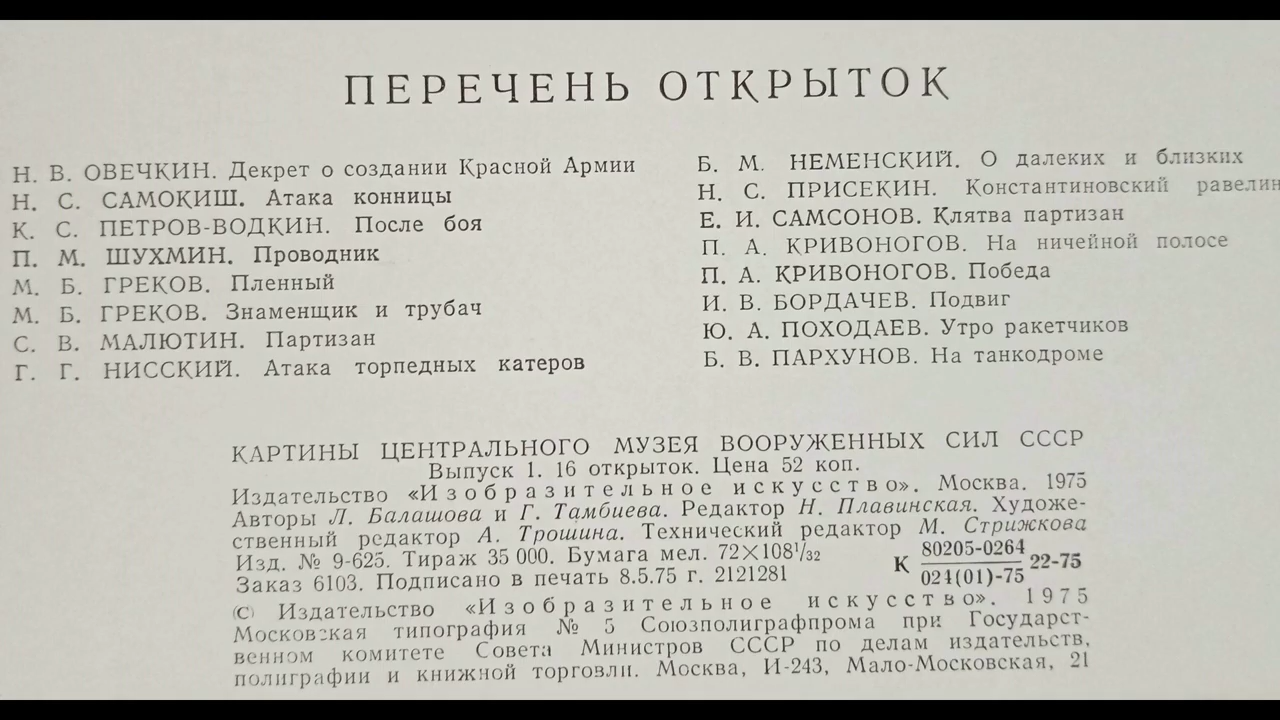 ПЕРЕЧЕНЬ ОТКРЫТОК
Н. В. ОВЕЧКИН. Декрет о создании Красной Армии
Н. С. САМОКИШ. Атака конницы
К. С. ПЕТРОВ-ВОДКИН. После боя
П. М. ШУХМИН. Проводник
М. Б. ГРЕКОВ. Пленный
М. Б. ГРЕКОВ. Знаменщик и трубач
С. В. МАЛЮТИН. Партизан
Г. Г. НИССКИЙ. Атака торпедных катеров
Б. М. НЕМЕНСКИЙ. О далеких и близких
Н. С. ПРИСЕКИН. Константиновский равелин
Е. И. САМСОНОВ. Клятва партизан
П. А. КРИВОНОГОВ. На ничейной полосе
П. А. КРИВОНОГОВ. Победа
И. В. БОРДАЧЕВ. Подвиг
Ю. А. ПОХОДАЕВ. Утро ракетчиков
Б. В. ПАРХУНОВ. На танкодроме
КАРТИНЫ ЦЕНТРАЛЬНОГО МУЗЕЯ ВООРУЖЕННЫХ СИЛ СССР
Выпуск 1. 16 открыток. Цена 52 коп.
Издательство «Изобразительное искусство». Москва. 1975
Авторы Л. Балашова и Г. Тамбиева. Редактор Н. Плавинская. Художе-
ственный редактор А. Трошина. Технический редактор М. Стрижкова
Изд. № 9-625. Тираж 35 000. Бумага мел. 72×108 1/32
Заказ 6103. Подписано в печать 8.5.75 г. 2121281
К 80205-0264 / 024(01)-75 22-75
(С) Издательство «Изобразительное искусство». 1975
Московская типография № 5 Союзполиграфпрома при Государст-
венном комитете Совета Министров СССР по делам издательств,
полиграфии и книжной торговли. Москва, И-243, Мало-Московская, 21